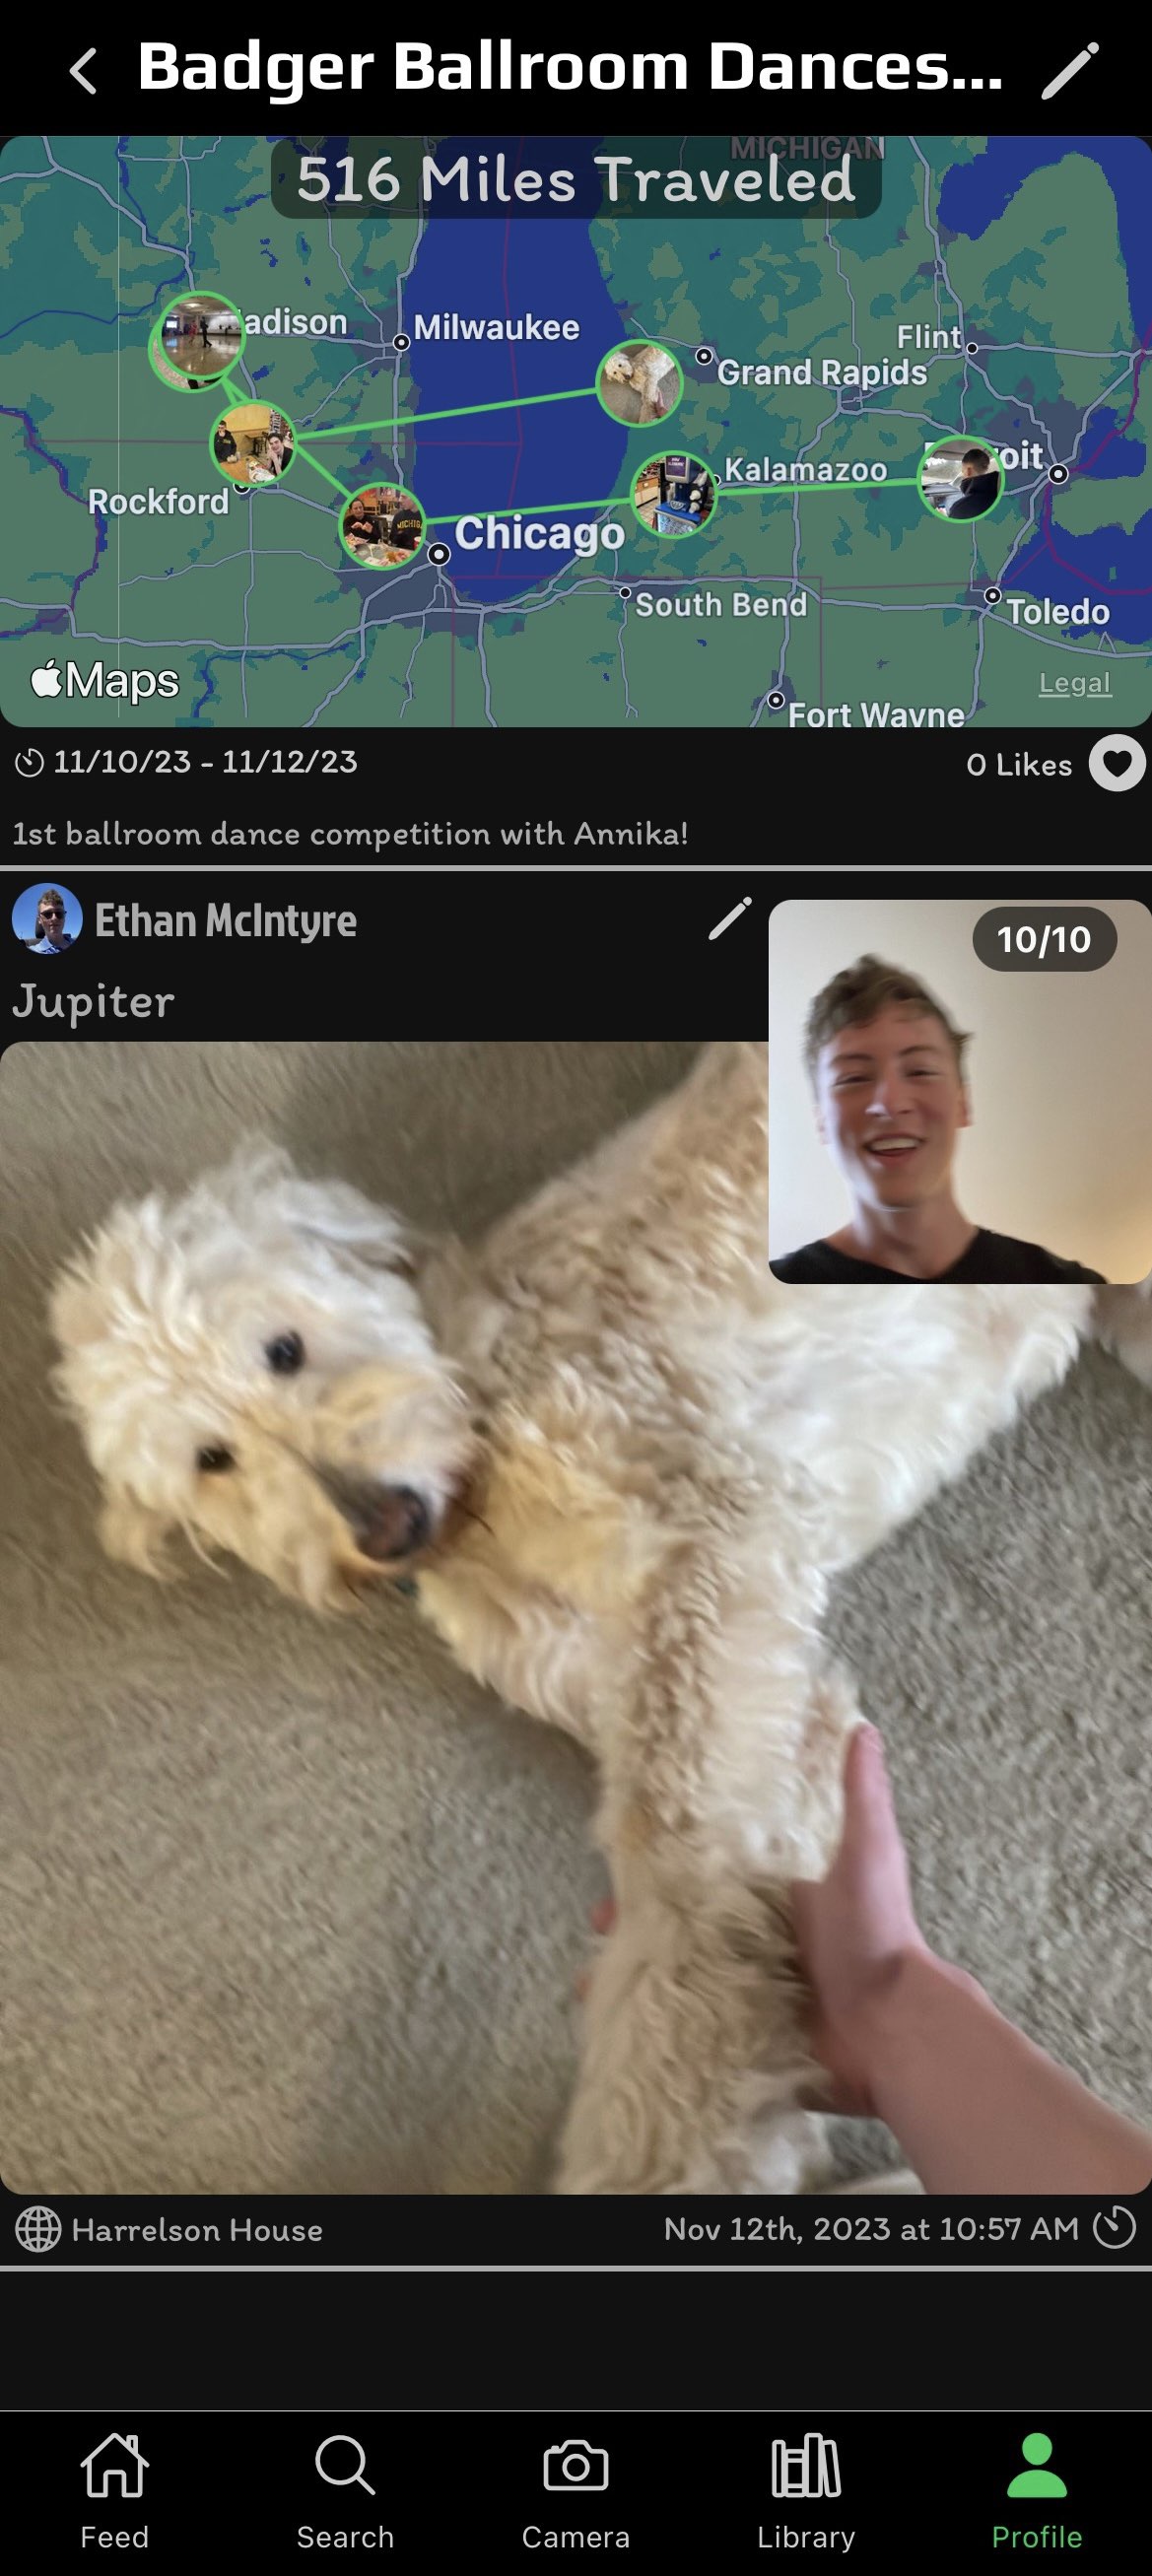 Badger Ballroom Dances...
MICHIGAN
516 Miles Traveled
adison
Milwaukee
Flint
Grand Rapids
oit
Kalamazoo
Rockford
Chicago
South Bend
Toledo
Maps
Legal
Fort Wayne
11/10/23 - 11/12/23
0 Likes
1st ballroom dance competition with Annika!
Ethan McIntyre
10/10
Jupiter
Harrelson House
Nov 12th, 2023 at 10:57 AM
Feed
Search
Camera
Library
Profile